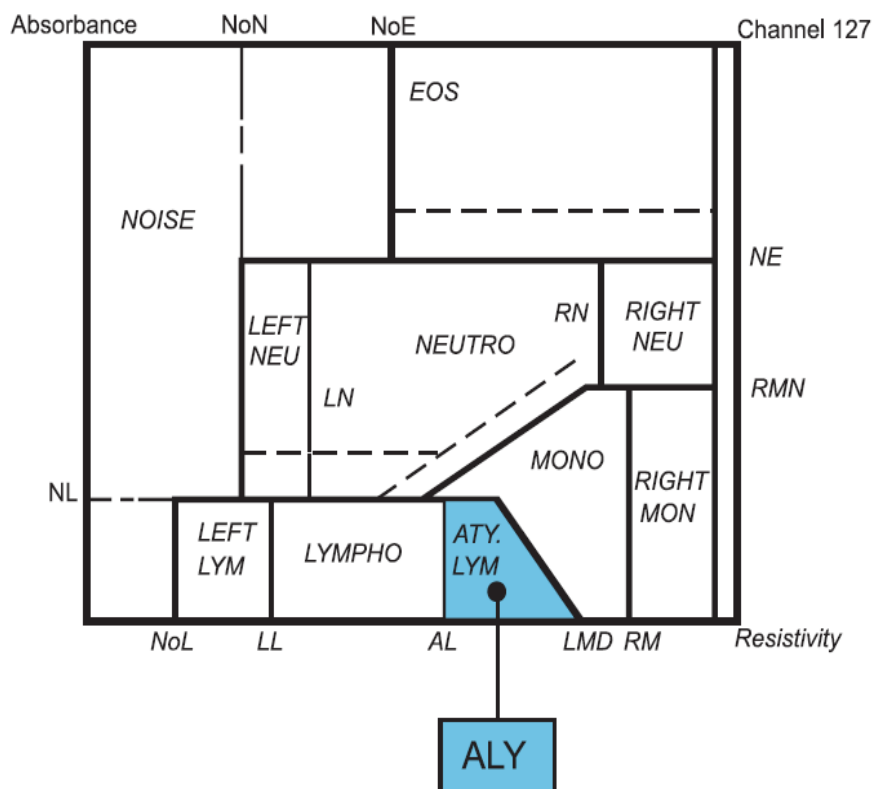 Absorbance
NoN
NoE
Channel 127
EOS
NOISE
NE
LEFT
NEU
NEUTRO
RN
RIGHT
NEU
LN
RMN
MONO
NL
RIGHT
MON
LEFT
LYM
LYMPHO
ATY.
LYM
NoL
LL
AL
LMD
RM
Resistivity
ALY